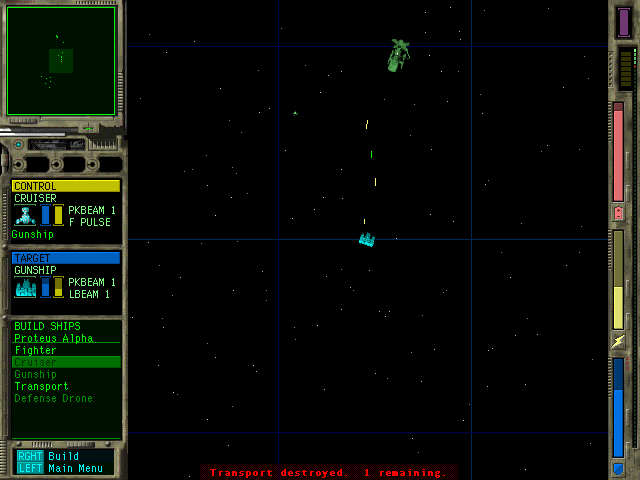 CONTROL
CRUISER
PKBEAM 1
F PULSE
Gunship
TARGET
GUNSHIP
PKBEAM 1
LBEAM 1
BUILD SHIPS
Proteus Alpha
Fighter
Cruiser
Gunship
Transport
Defense Drone
RGHT Build
LEFT Main Menu
Transport destroyed. 1 remaining.